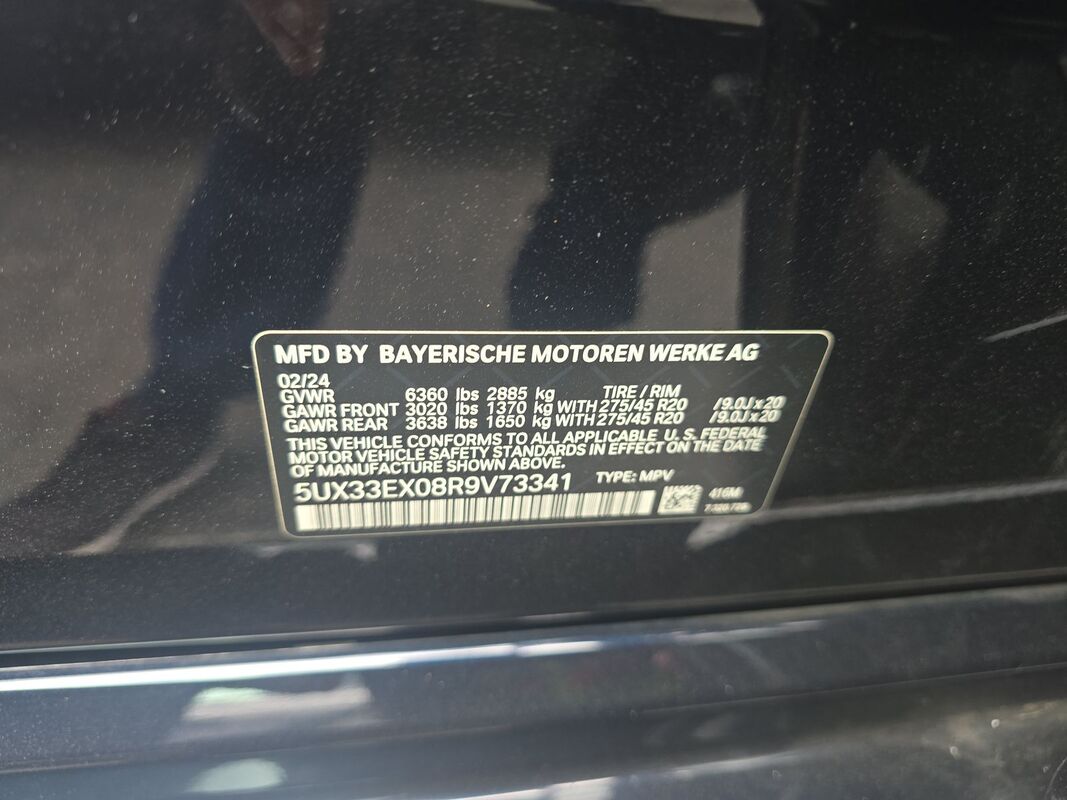 MFD BY BAYERISCHE MOTOREN WERKE AG
02/24
GVWR 6360 lbs 2885 kg TIRE / RIM
GAWR FRONT 3020 lbs 1370 kg WITH 275/45 R20 /9.0J x 20
GAWR REAR 3638 lbs 1650 kg WITH 275/45 R20 /9.0J x 20
THIS VEHICLE CONFORMS TO ALL APPLICABLE U.S. FEDERAL
MOTOR VEHICLE SAFETY STANDARDS IN EFFECT ON THE DATE
OF MANUFACTURE SHOWN ABOVE.
5UX33EX08R9V73341 TYPE: MPV
416M